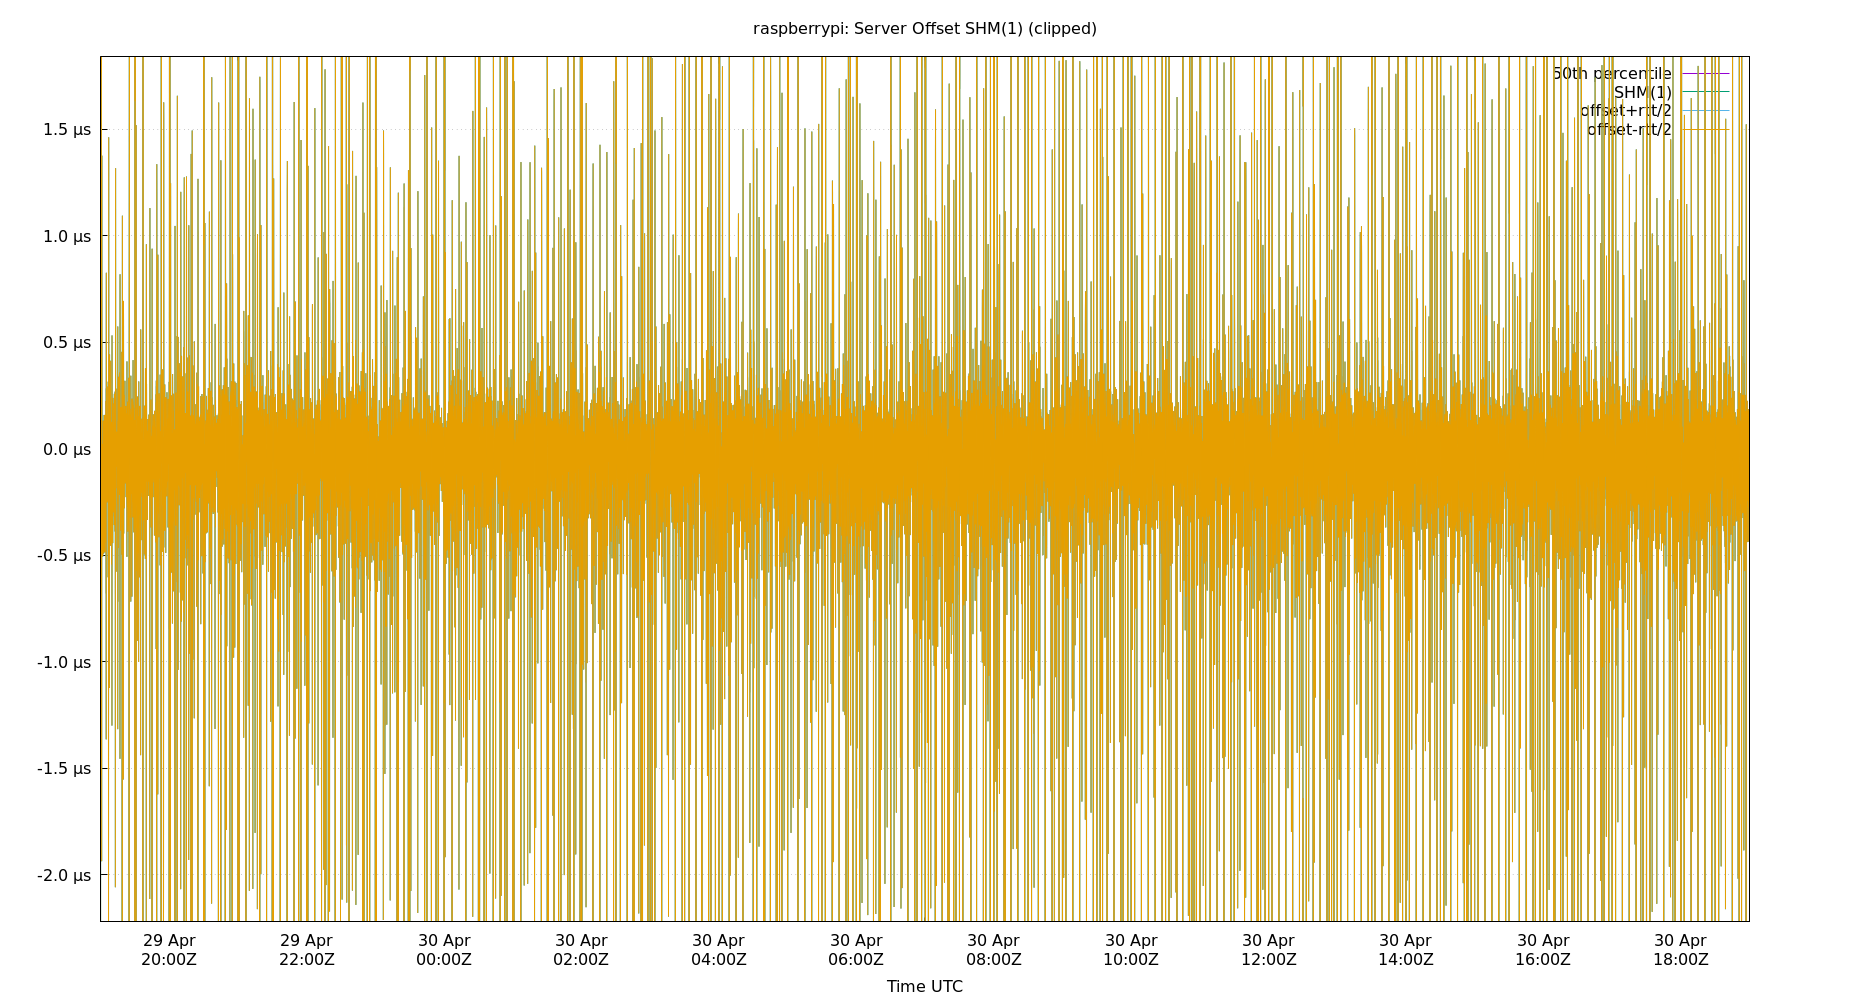 raspberrypi: Server Offset SHM(1) (clipped)
50th percentile
SHM(1)
offset+rtt/2
offset-rtt/2
1.5 µs
1.0 µs
0.5 µs
0.0 µs
-0.5 µs
-1.0 µs
-1.5 µs
-2.0 µs
29 Apr 29 Apr 30 Apr 30 Apr 30 Apr 30 Apr 30 Apr 30 Apr 30 Apr 30 Apr 30 Apr 30 Apr
20:00Z 22:00Z 00:00Z 02:00Z 04:00Z 06:00Z 08:00Z 10:00Z 12:00Z 14:00Z 16:00Z 18:00Z
Time UTC